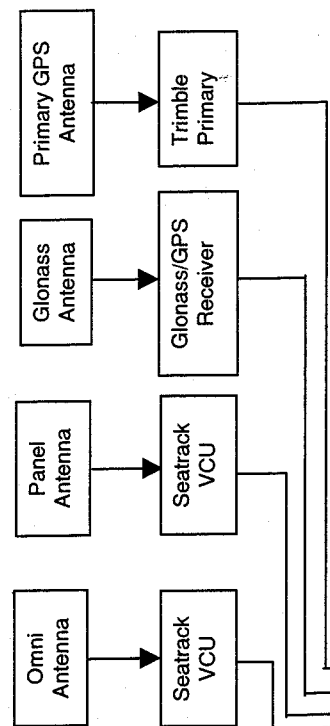 Primary GPS
Antenna
Trimble
Primary
Glonass
Antenna
Glonass/GPS
Receiver
Panel
Antenna
Seatrack
VCU
Omni
Antenna
Seatrack
VCU